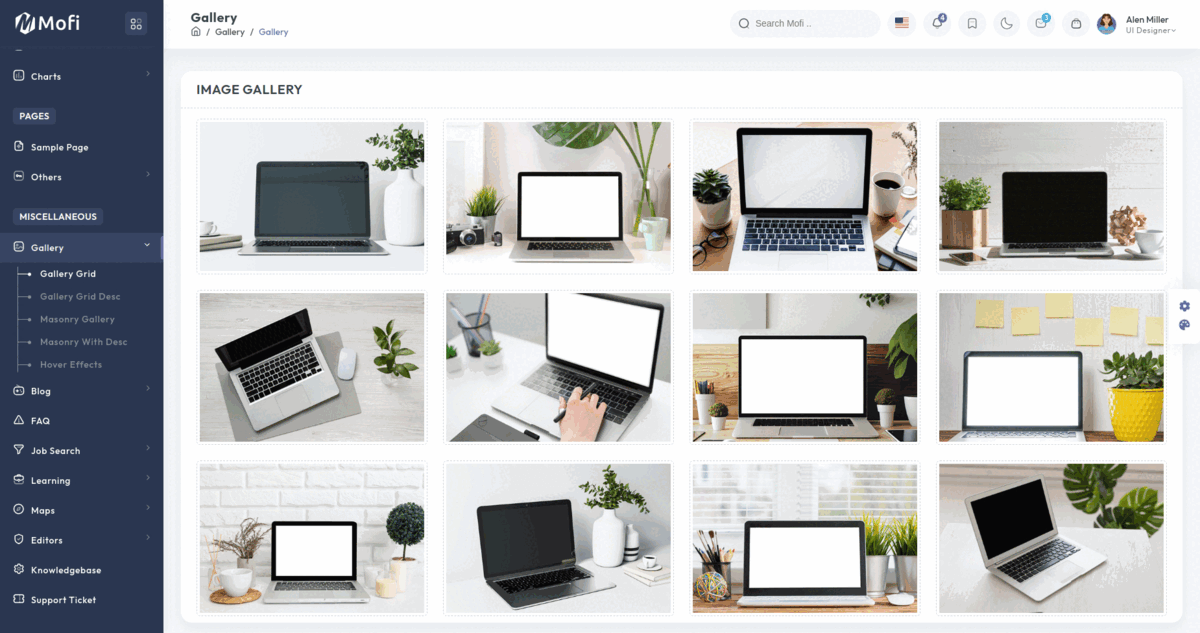 Mofi
Charts
PAGES
Sample Page
Others
MISCELLANEOUS
Gallery
Gallery Grid
Gallery Grid Desc
Masonry Gallery
Masonry With Desc
Hover Effects
Blog
FAQ
Job Search
Learning
Maps
Editors
Knowledgebase
Support Ticket
Gallery
/ Gallery / Gallery
Search Mofi ..
4
3
Alen Miller
UI Designer
IMAGE GALLERY